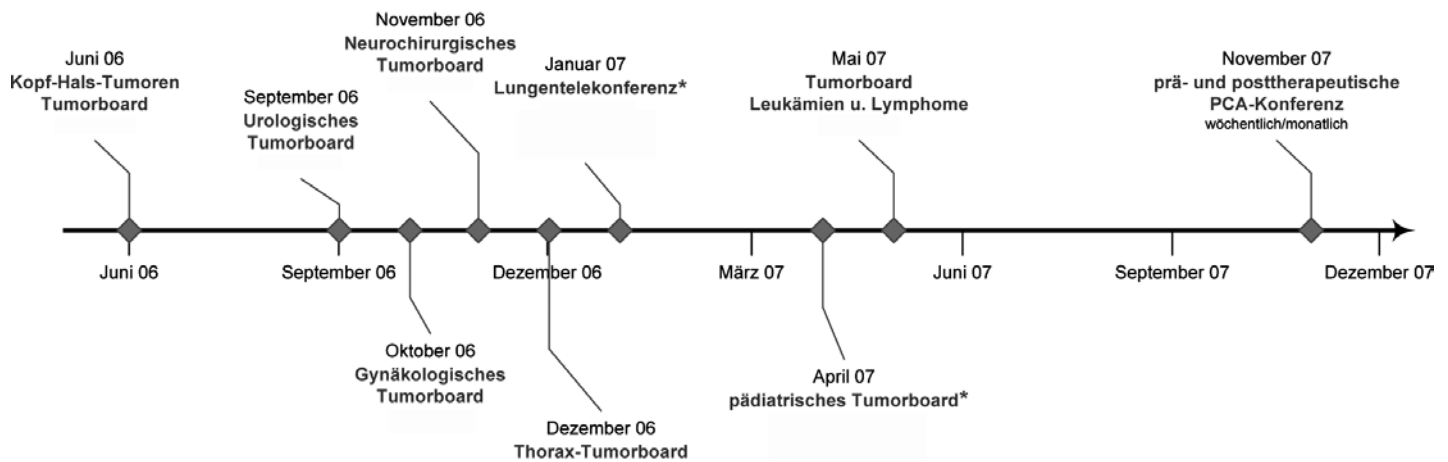 Juni 06
Kopf-Hals-Tumoren
Tumorboard
September 06
Urologisches
Tumorboard
November 06
Neurochirurgisches
Tumorboard
Januar 07
Lungentelekonferenz*
Mai 07
Tumorboard
Leukämien u. Lymphome
November 07
prä- und posttherapeutische
PCA-Konferenz
wöchentlich/monatlich
Juni 06
September 06
Dezember 06
März 07
Juni 07
September 07
Dezember 07
Oktober 06
Gynäkologisches
Tumorboard
Dezember 06
Thorax-Tumorboard
April 07
pädiatrisches Tumorboard*